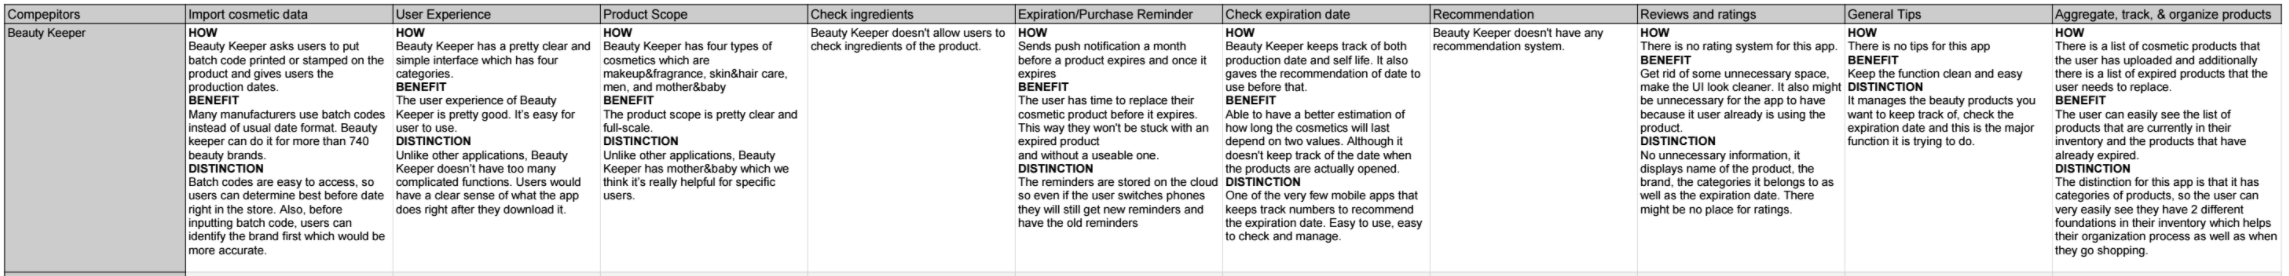 Compepitors
Import cosmetic data
User Experience
Product Scope
Check ingredients
Expiration/Purchase Reminder
Check expiration date
Recommendation
Reviews and ratings
General Tips
Aggregate, track, & organize products
Beauty Keeper
HOW
Beauty Keeper asks users to put
batch code printed or stamped on the
product and gives users the
production dates.
BENEFIT
Many manufacturers use batch codes
instead of usual date format. Beauty
keeper can do it for more than 740
beauty brands.
DISTINCTION
Batch codes are easy to access, so
users can determine best before date
right in the store. Also, before
inputting batch code, users can
identify the brand first which would be
more accurate.
HOW
Beauty Keeper has a pretty clear and
simple interface which has four
categories.
BENEFIT
The user experience of Beauty
Keeper is pretty good. It's easy for
user to use.
DISTINCTION
Unlike other applications, Beauty
Keeper doesn't have too many
complicated functions. Users would
have a clear sense of what the app
does right after they download it.
HOW
Beauty Keeper has four types of
cosmetics which are
makeup&fragrance, skin&hair care,
men, and mother&baby
BENEFIT
The product scope is pretty clear and
full-scale.
DISTINCTION
Unlike other applications, Beauty
Keeper has mother&baby which we
think it's really helpful for specific
users.
Beauty Keeper doesn't allow users to
check ingredients of the product.
HOW
Sends push notification a month
before a product expires and once it
expires
BENEFIT
The user has time to replace their
cosmetic product before it expires.
This way they won't be stuck with an
expired product
and without a useable one.
DISTINCTION
The reminders are stored on the cloud
so even if the user switches phones
they will still get new reminders and
have the old reminders
HOW
Beauty Keeper keeps track of both
production date and self life. It also
gaves the recommendation of date to
use before that.
BENEFIT
Able to have a better estimation of
how long the cosmetics will last
depend on two values. Although it
doesn't keep track of the date when
the products are actually opened.
DISTINCTION
One of the very few mobile apps that
keeps track numbers to recommend
the expiration date. Easy to use, easy
to check and manage.
Beauty Keeper doesn't have any
recommendation system.
HOW
There is no rating system for this app.
BENEFIT
Get rid of some unnecessary space,
make the UI look cleaner. It also might
be unnecessary for the app to have
because it user already is using the
product.
DISTINCTION
No unnecessary information, it
displays name of the product, the
brand, the categories it belongs to as
well as the expiration date. There
might be no place for ratings.
HOW
There is no tips for this app
BENEFIT
Keep the function clean and easy
DISTINCTION
It manages the beauty products you
want to keep track of, check the
expiration date and this is the major
function it is trying to do.
HOW
There is a list of cosmetic products that
the user has uploaded and additionally
there is a list of expired products that the
user needs to replace.
BENEFIT
The user can easily see the list of
products that are currently in their
inventory and the products that have
already expired.
DISTINCTION
The distinction for this app is that it has
categories of products, so the user can
very easily see they have 2 different
foundations in their inventory which helps
their organization process as well as when
they go shopping.